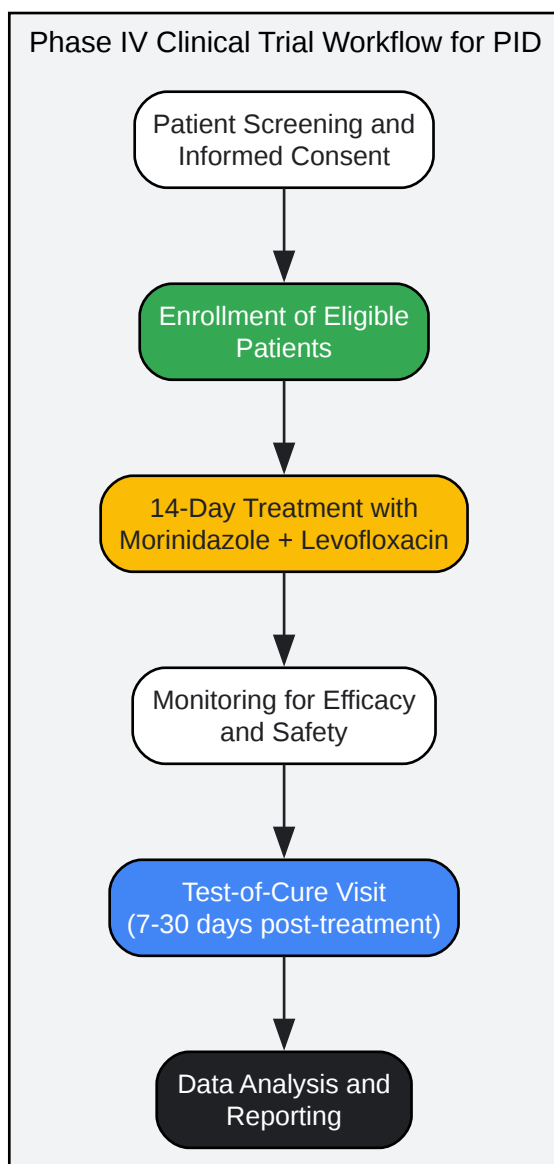 Phase IV Clinical Trial Workflow for PID
Patient Screening and
Informed Consent
Enrollment of Eligible
Patients
14-Day Treatment with
Morinidazole + Levofloxacin
Monitoring for Efficacy
and Safety
Test-of-Cure Visit
(7-30 days post-treatment)
Data Analysis and
Reporting